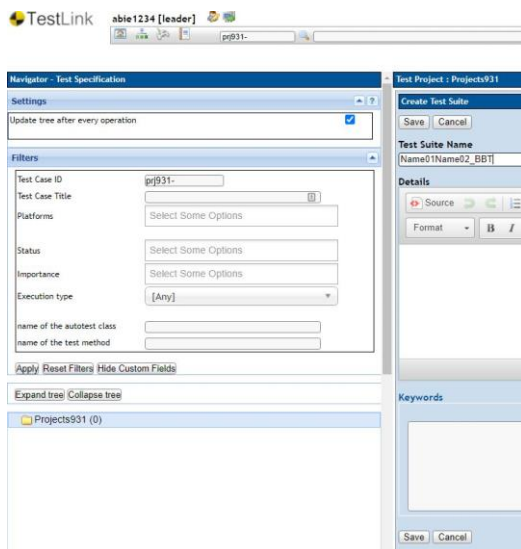 TestLink
abie1234 [leader]
prj931-
Navigator - Test Specification
Settings
?
Update tree after every operation
Filters
Test Case ID prj931-
Test Case Title
Platforms Select Some Options
Status Select Some Options
Importance Select Some Options
Execution type [Any]
name of the autotest class
name of the test method
Apply Reset Filters Hide Custom Fields
Expand tree Collapse tree
Projects931 (0)
Test Project : Projects931
Create Test Suite
Save Cancel
Test Suite Name
Name01Name02_BBT
Details
Source
Format B I
Keywords
Save Cancel